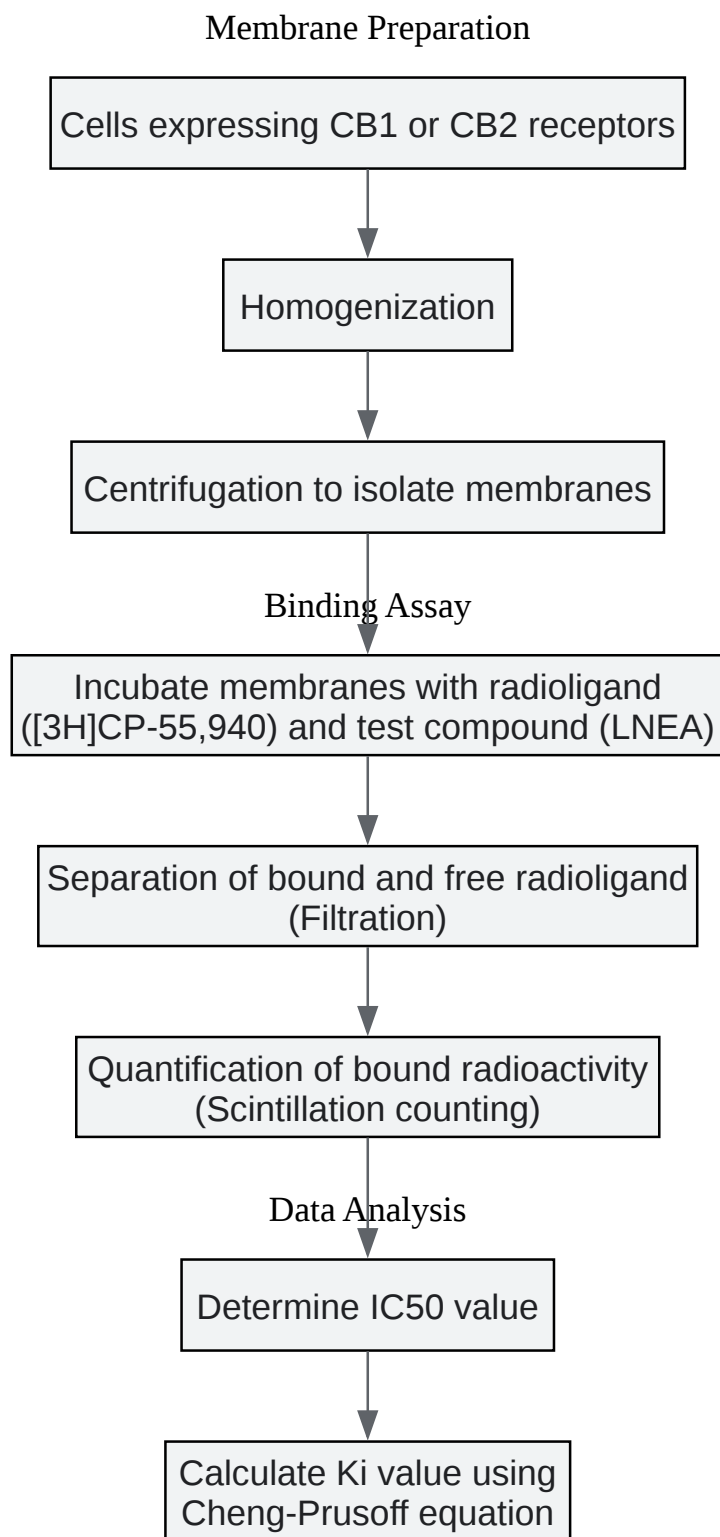 Membrane Preparation
Cells expressing CB1 or CB2 receptors
Homogenization
Centrifugation to isolate membranes
Binding Assay
Incubate membranes with radioligand
([3H]CP-55,940) and test compound (LNEA)
Separation of bound and free radioligand
(Filtration)
Quantification of bound radioactivity
(Scintillation counting)
Data Analysis
Determine IC50 value
Calculate Ki value using
Cheng-Prusoff equation